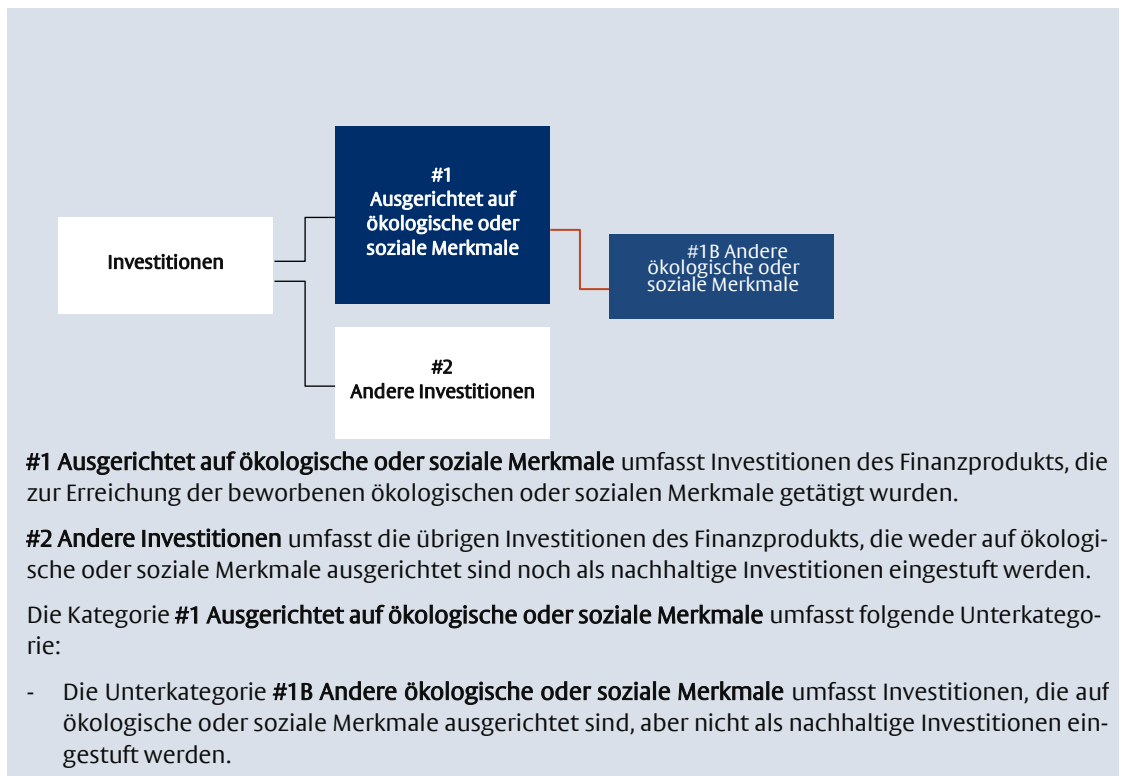 #1
Ausgerichtet auf
ökologische oder
soziale Merkmale
Investitionen
#1B Andere
ökologische oder
soziale Merkmale
#2
Andere Investitionen
#1 Ausgerichtet auf ökologische oder soziale Merkmale umfasst Investitionen des Finanzprodukts, die
zur Erreichung der beworbenen ökologischen oder sozialen Merkmale getätigt wurden.
#2 Andere Investitionen umfasst die übrigen Investitionen des Finanzprodukts, die weder auf ökologi-
sche oder soziale Merkmale ausgerichtet sind noch als nachhaltige Investitionen eingestuft werden.
Die Kategorie #1 Ausgerichtet auf ökologische oder soziale Merkmale umfasst folgende Unterkatego-
rie:
- Die Unterkategorie #1B Andere ökologische oder soziale Merkmale umfasst Investitionen, die auf
ökologische oder soziale Merkmale ausgerichtet sind, aber nicht als nachhaltige Investitionen ein-
gestuft werden.